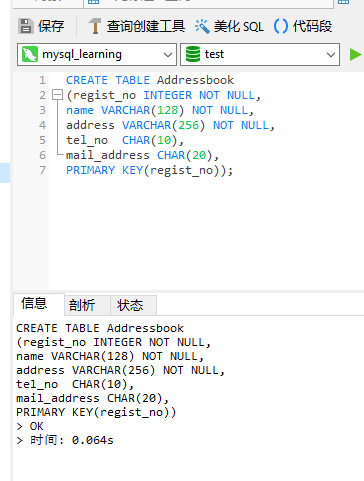 保存 查询创建工具 美化 SQL () 代码段
mysql_learning test
1 CREATE TABLE Addressbook
2 (regist_no INTEGER NOT NULL,
3 name VARCHAR(128) NOT NULL,
4 address VARCHAR(256) NOT NULL,
5 tel_no  CHAR(10),
6 mail_address CHAR(20),
7 PRIMARY KEY(regist_no));
信息 剖析 状态
CREATE TABLE Addressbook
(regist_no INTEGER NOT NULL,
name VARCHAR(128) NOT NULL,
address VARCHAR(256) NOT NULL,
tel_no  CHAR(10),
mail_address CHAR(20),
PRIMARY KEY(regist_no))
> OK
> 时间: 0.064s